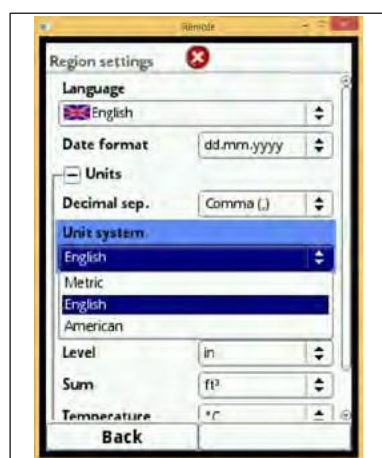 Remote
Region settings
Language
English
Date format dd.mm.yyyy
Units
Decimal sep. Comma (,)
Unit system
English
Metric
English
American
Level in
Sum ft³
Temperature °C
Back